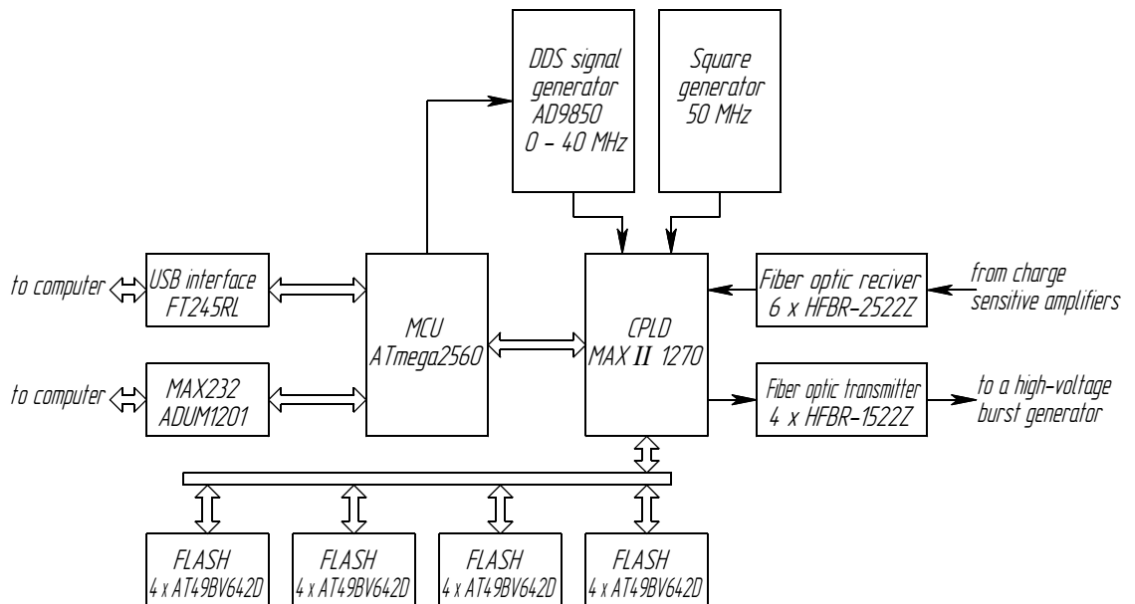 DDS signal
generator
AD9850
0 - 40 MHz
Square
generator
50 MHz
to computer
USB interface
FT245RL
MCU
ATmega2560
CPLD
MAX II 1270
Fiber optic reciver
6 x HFBR-2522Z
from charge
sensitive amplifiers
to computer
MAX232
ADUM1201
Fiber optic transmitter
4 x HFBR-1522Z
to a high-voltage
burst generator
FLASH
4 x AT49BV642D
FLASH
4 x AT49BV642D
FLASH
4 x AT49BV642D
FLASH
4 x AT49BV642D